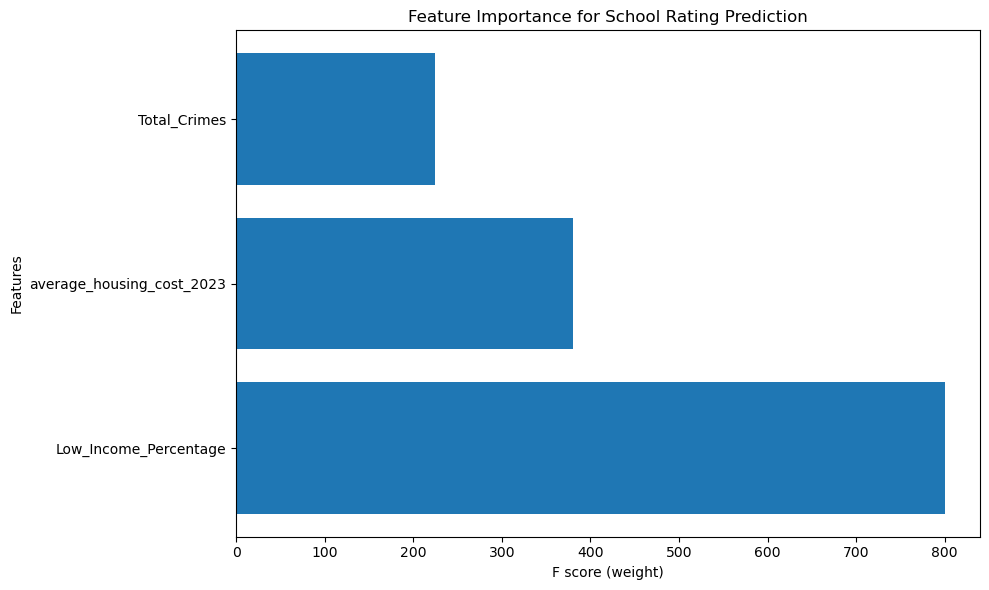 Feature Importance for School Rating Prediction
Total_Crimes
average_housing_cost_2023
Low_Income_Percentage
Features
0 100 200 300 400 500 600 700 800
F score (weight)